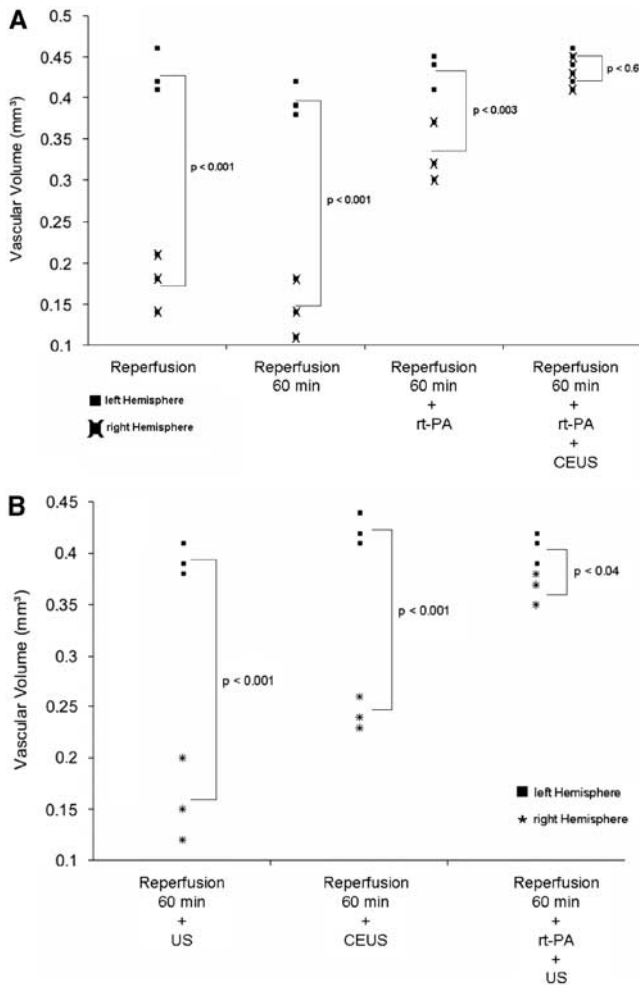 A
Vascular Volume (mm³)
0.45
0.4
0.35
0.3
0.25
0.2
0.15
0.1
p < 0.001
p < 0.001
p < 0.003
p < 0.6
Reperfusion
Reperfusion
60 min
Reperfusion
60 min
+
rt-PA
Reperfusion
60 min
+
rt-PA
+
CEUS
left Hemisphere
right Hemisphere
B
Vascular Volume (mm³)
0.45
0.4
0.35
0.3
0.25
0.2
0.15
0.1
p < 0.001
p < 0.001
p < 0.04
left Hemisphere
right Hemisphere
Reperfusion
60 min
+
US
Reperfusion
60 min
+
CEUS
Reperfusion
60 min
+
rt-PA
+
US